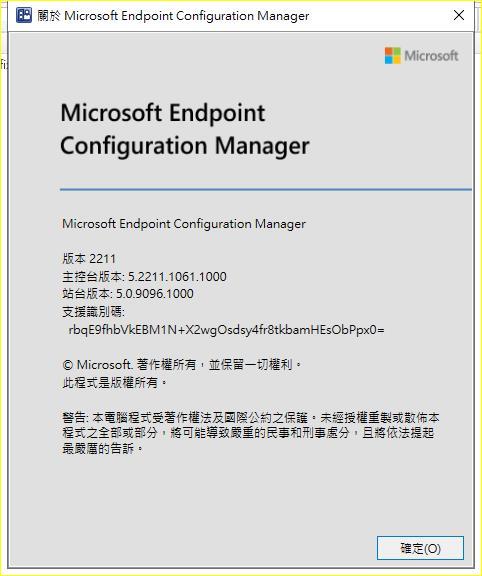 關於 Microsoft Endpoint Configuration Manager
Microsoft
Microsoft Endpoint
Configuration Manager
Microsoft Endpoint Configuration Manager
版本 2211
主控台版本: 5.2211.1061.1000
站台版本: 5.0.9096.1000
支援識別碼:
rbqE9fhbVkEBM1N+X2wgOsdsy4fr8tkbamHEsObPpx0=
© Microsoft. 著作權所有，並保留一切權利。
此程式是版權所有。
警告: 本電腦程式受著作權法及國際公約之保護。未經授權重製或散佈本
程式之全部或部分，將可能導致嚴重的民事和刑事處分，且將依法提起
最嚴厲的告訴。
確定(O)